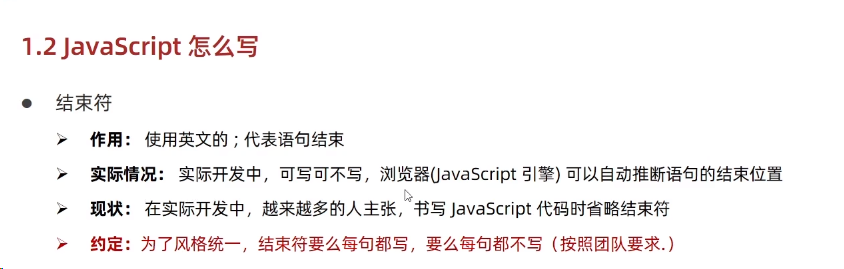 1.2 JavaScript 怎么写
结束符
作用： 使用英文的 ; 代表语句结束
实际情况： 实际开发中，可写可不写，浏览器(JavaScript 引擎) 可以自动推断语句的结束位置
现状： 在实际开发中，越来越多的人主张，书写 JavaScript 代码时省略结束符
约定：为了风格统一，结束符要么每句都写，要么每句都不写（按照团队要求.）